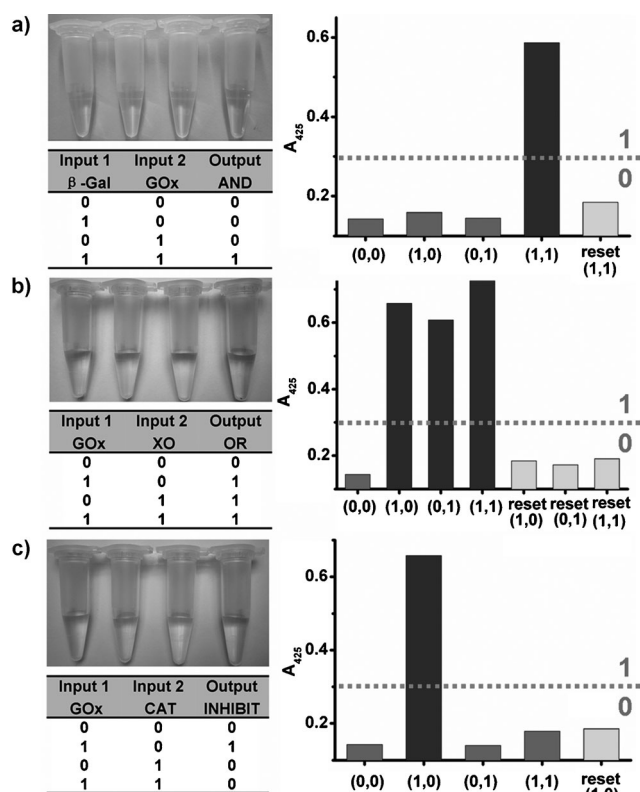 a)
Input 1 Input 2 Output
β-Gal GOx AND
0 0 0
1 0 0
0 1 0
1 1 1
A425
0.6
0.4
0.2
1
0
(0,0) (1,0) (0,1) (1,1) reset
(1,1)
b)
Input 1 Input 2 Output
GOx XO OR
0 0 0
1 0 1
0 1 1
1 1 1
A425
0.6
0.4
0.2
1
0
(0,0) (1,0) (0,1) (1,1) reset reset reset
(1,0) (0,1) (1,1)
c)
Input 1 Input 2 Output
GOx CAT INHIBIT
0 0 0
1 0 1
0 1 0
1 1 0
A425
0.6
0.4
0.2
1
0
(0,0) (1,0) (0,1) (1,1) reset
(1,0)